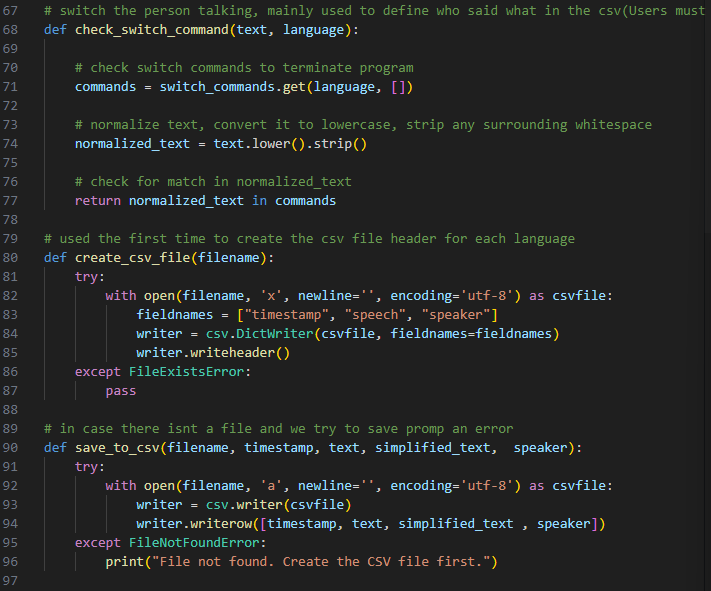 67 # switch the person talking, mainly used to define who said what in the csv(Users must
68 def check_switch_command(text, language):
69
70     # check switch commands to terminate program
71     commands = switch_commands.get(language, [])
72
73     # normalize text, convert it to lowercase, strip any surrounding whitespace
74     normalized_text = text.lower().strip()
75
76     # check for match in normalized_text
77     return normalized_text in commands
78
79 # used the first time to create the csv file header for each language
80 def create_csv_file(filename):
81     try:
82         with open(filename, 'x', newline='', encoding='utf-8') as csvfile:
83             fieldnames = ["timestamp", "speech", "speaker"]
84             writer = csv.DictWriter(csvfile, fieldnames=fieldnames)
85             writer.writeheader()
86     except FileExistsError:
87         pass
88
89 # in case there isnt a file and we try to save promp an error
90 def save_to_csv(filename, timestamp, text, simplified_text,  speaker):
91     try:
92         with open(filename, 'a', newline='', encoding='utf-8') as csvfile:
93             writer = csv.writer(csvfile)
94             writer.writerow([timestamp, text, simplified_text , speaker])
95     except FileNotFoundError:
96         print("File not found. Create the CSV file first.")
97